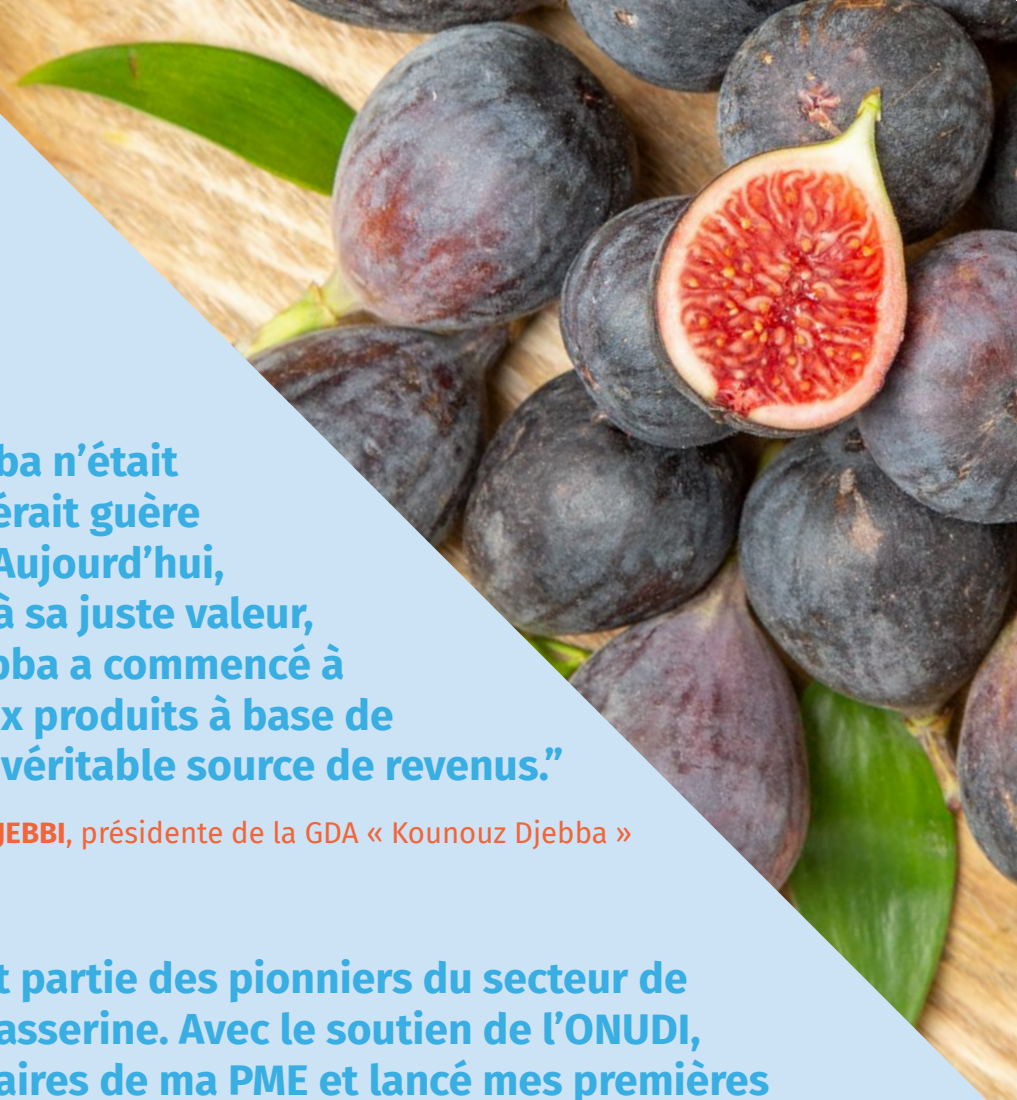 ba n’était
érait guère
Aujourd’hui,
à sa juste valeur,
bba a commencé à
x produits à base de
véritable source de revenus.”
JEBBI, présidente de la GDA « Kounouz Djebba »
t partie des pionniers du secteur de
asserine. Avec le soutien de l’ONUDI,
aires de ma PME et lancé mes premières